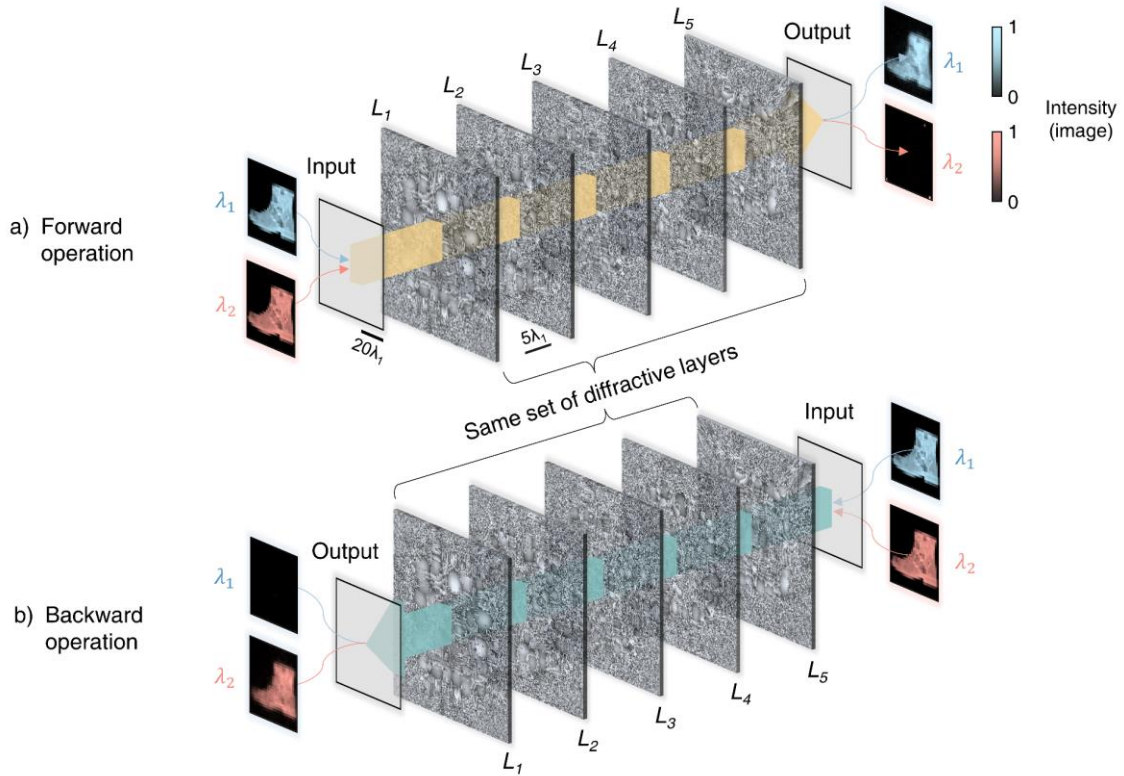 a) Forward
operation
Input
λ₁
λ₂
L₁
L₂
L₃
L₄
L₅
Output
λ₁
λ₂
1
0
1
0
Intensity
(image)
20λ₁
5λ₁
Same set of diffractive layers
b) Backward
operation
Output
λ₁
λ₂
Input
λ₁
λ₂
L₁
L₂
L₃
L₄
L₅